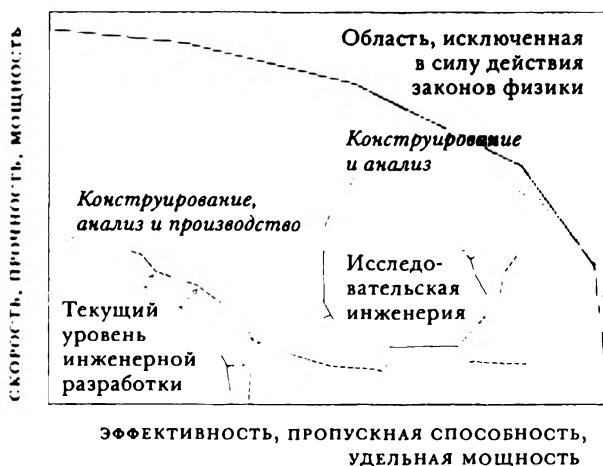 Область, исключенная
в силу действия
законов физики
Конструирование
и анализ
Конструирование,
анализ и производство
Исследо-
вательская
инженерия
Текущий
уровень
инженерной
разработки
СКОРОСТЬ, ПРОЧНОСТЬ, МОЩНОСТЬ
ЭФФЕКТИВНОСТЬ, ПРОПУСКНАЯ СПОСОБНОСТЬ,
УДЕЛЬНАЯ МОЩНОСТЬ